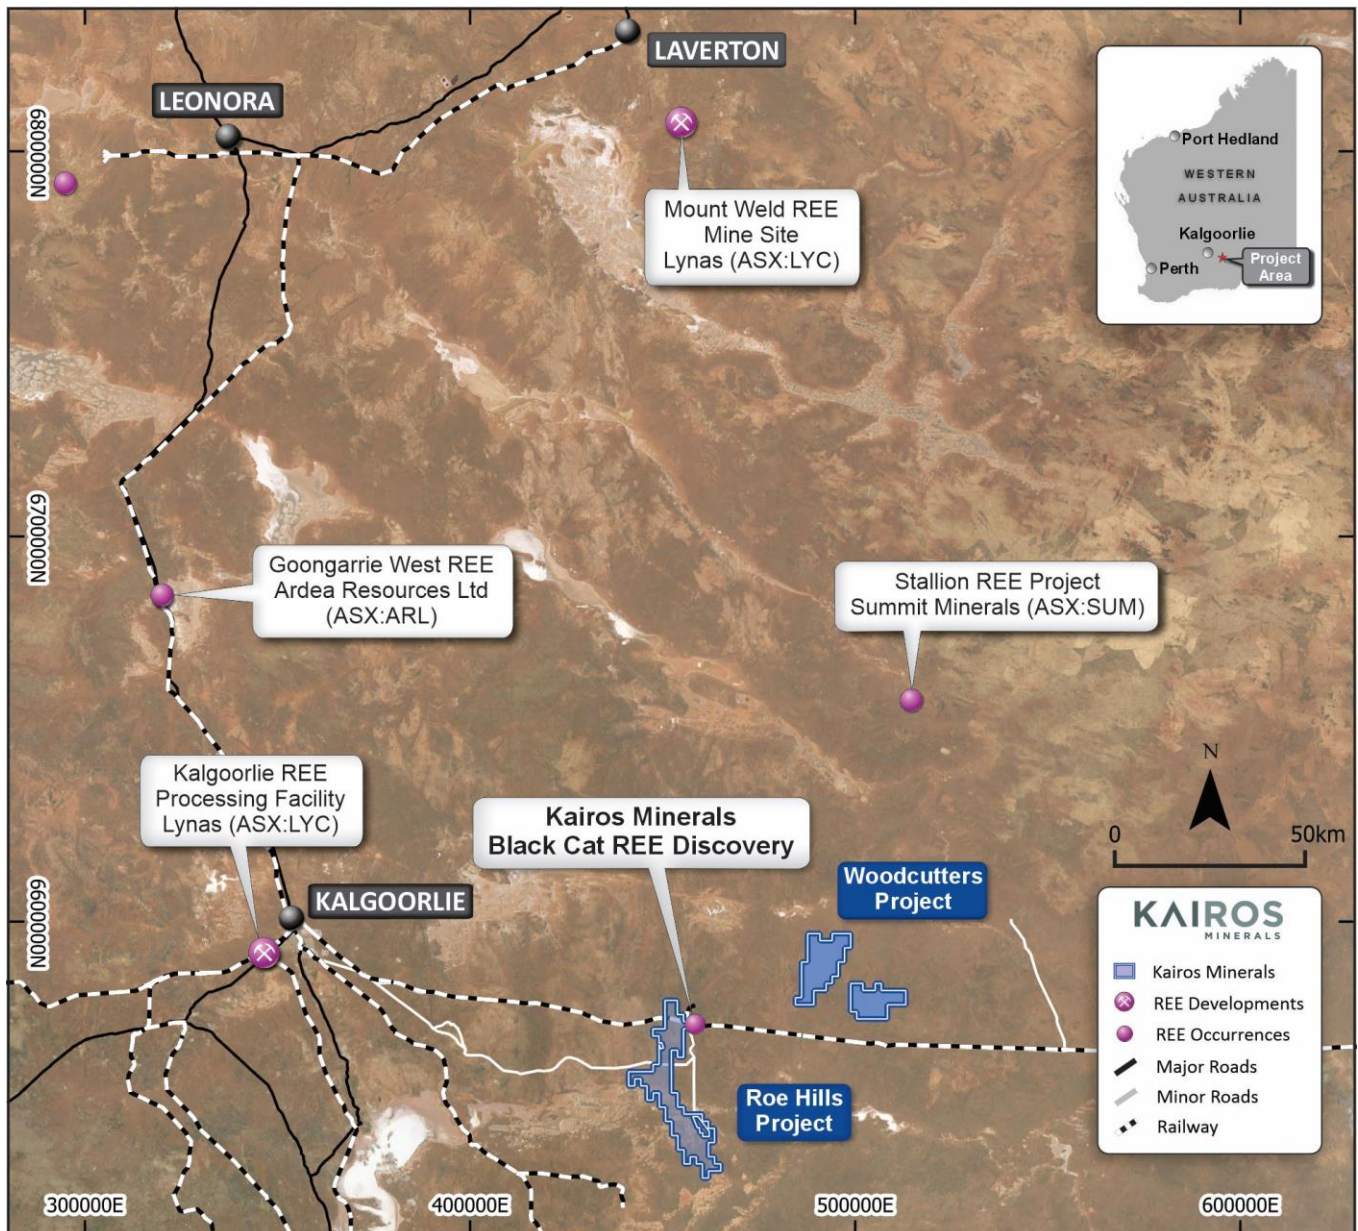 LAVERTON
LEONORA
6800000N
Mount Weld REE
Mine Site
Lynas (ASX:LYC)
Port Hedland
WESTERN
AUSTRALIA
Kalgoorlie
Perth
Project
Area
6700000N
Goongarrie West REE
Ardea Resources Ltd
(ASX:ARL)
Stallion REE Project
Summit Minerals (ASX:SUM)
Kalgoorlie REE
Processing Facility
Lynas (ASX:LYC)
Kairos Minerals
Black Cat REE Discovery
N
0 50km
KALGOORLIE
6600000N
Woodcutters
Project
Roe Hills
Project
KAIROS
MINERALS
Kairos Minerals
REE Developments
REE Occurrences
Major Roads
Minor Roads
Railway
300000E
400000E
500000E
600000E